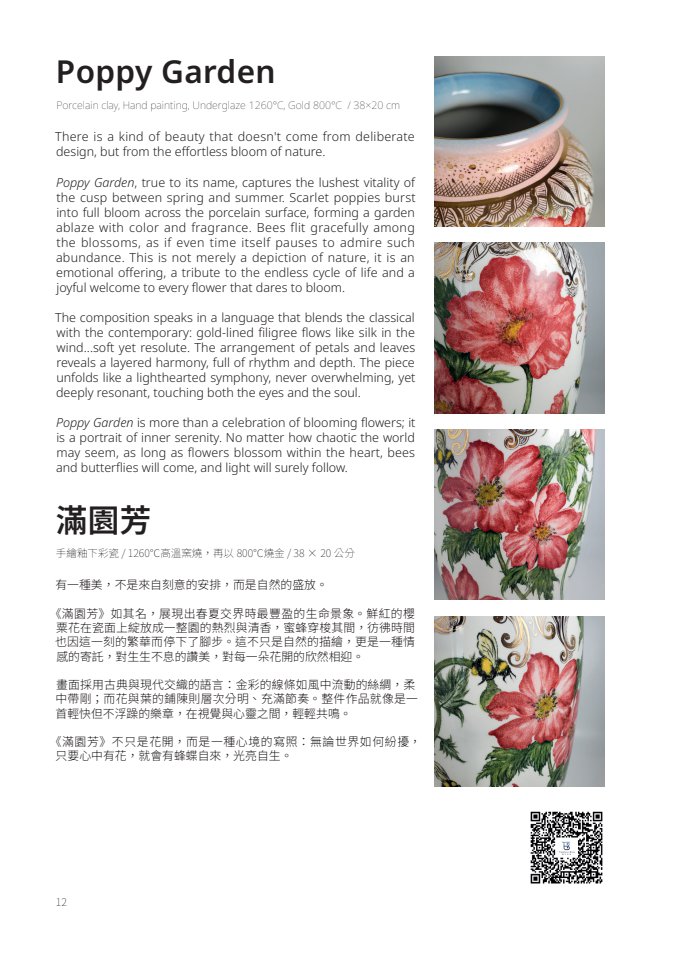 Poppy Garden
Porcelain clay, Hand painting, Underglaze 1260°C, Gold 800°C / 38×20 cm
There is a kind of beauty that doesn't come from deliberate
design, but from the effortless bloom of nature.
Poppy Garden, true to its name, captures the lushest vitality of
the cusp between spring and summer. Scarlet poppies burst
into full bloom across the porcelain surface, forming a garden
ablaze with color and fragrance. Bees flit gracefully among
the blossoms, as if even time itself pauses to admire such
abundance. This is not merely a depiction of nature, it is an
emotional offering, a tribute to the endless cycle of life and a
joyful welcome to every flower that dares to bloom.
The composition speaks in a language that blends the classical
with the contemporary: gold-lined filigree flows like silk in the
wind...soft yet resolute. The arrangement of petals and leaves
reveals a layered harmony, full of rhythm and depth. The piece
unfolds like a lighthearted symphony, never overwhelming, yet
deeply resonant, touching both the eyes and the soul.
Poppy Garden is more than a celebration of blooming flowers; it
is a portrait of inner serenity. No matter how chaotic the world
may seem, as long as flowers blossom within the heart, bees
and butterflies will come, and light will surely follow.
滿園芳
手繪釉下彩瓷 / 1260°C高溫窯燒，再以 800°C燒金 / 38 × 20 公分
有一種美，不是來自刻意的安排，而是自然的盛放。
《滿園芳》如其名，展現出春夏交界時最豐盈的生命景象。鮮紅的櫻
粟花在瓷面上綻放成一整園的熱烈與清香，蜜蜂穿梭其間，彷彿時間
也因這一刻的繁華而停下了腳步。這不只是自然的描繪，更是一種情
感的寄託，對生生不息的讚美，對每一朵花開的欣然相迎。
畫面採用古典與現代交織的語言：金彩的線條如風中流動的絲綢，柔
中帶剛；而花與葉的鋪陳則層次分明、充滿節奏。整件作品就像是一
首輕快但不浮躁的樂章，在視覺與心靈之間，輕輕共鳴。
《滿園芳》不只是花開，而是一種心境的寫照：無論世界如何紛擾，
只要心中有花，就會有蜂蝶自來，光亮自生。
12